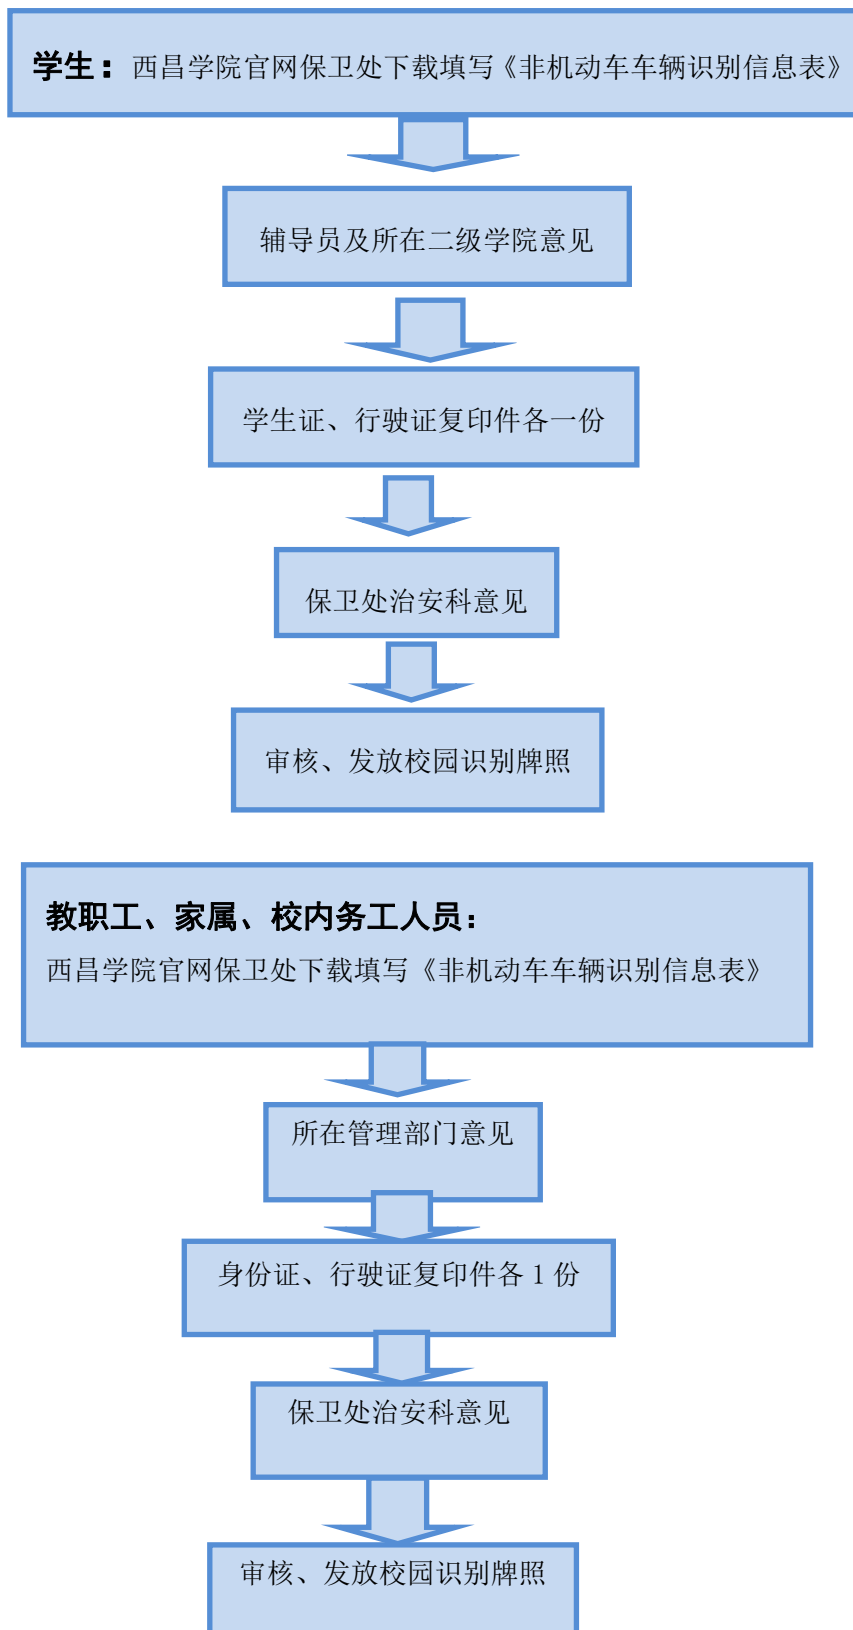 学生：西昌学院官网保卫处下载填写《非机动车车辆识别信息表》
辅导员及所在二级学院意见
学生证、行驶证复印件各一份
保卫处治安科意见
审核、发放校园识别牌照
教职工、家属、校内务工人员：
西昌学院官网保卫处下载填写《非机动车车辆识别信息表》
所在管理部门意见
身份证、行驶证复印件各 1 份
保卫处治安科意见
审核、发放校园识别牌照